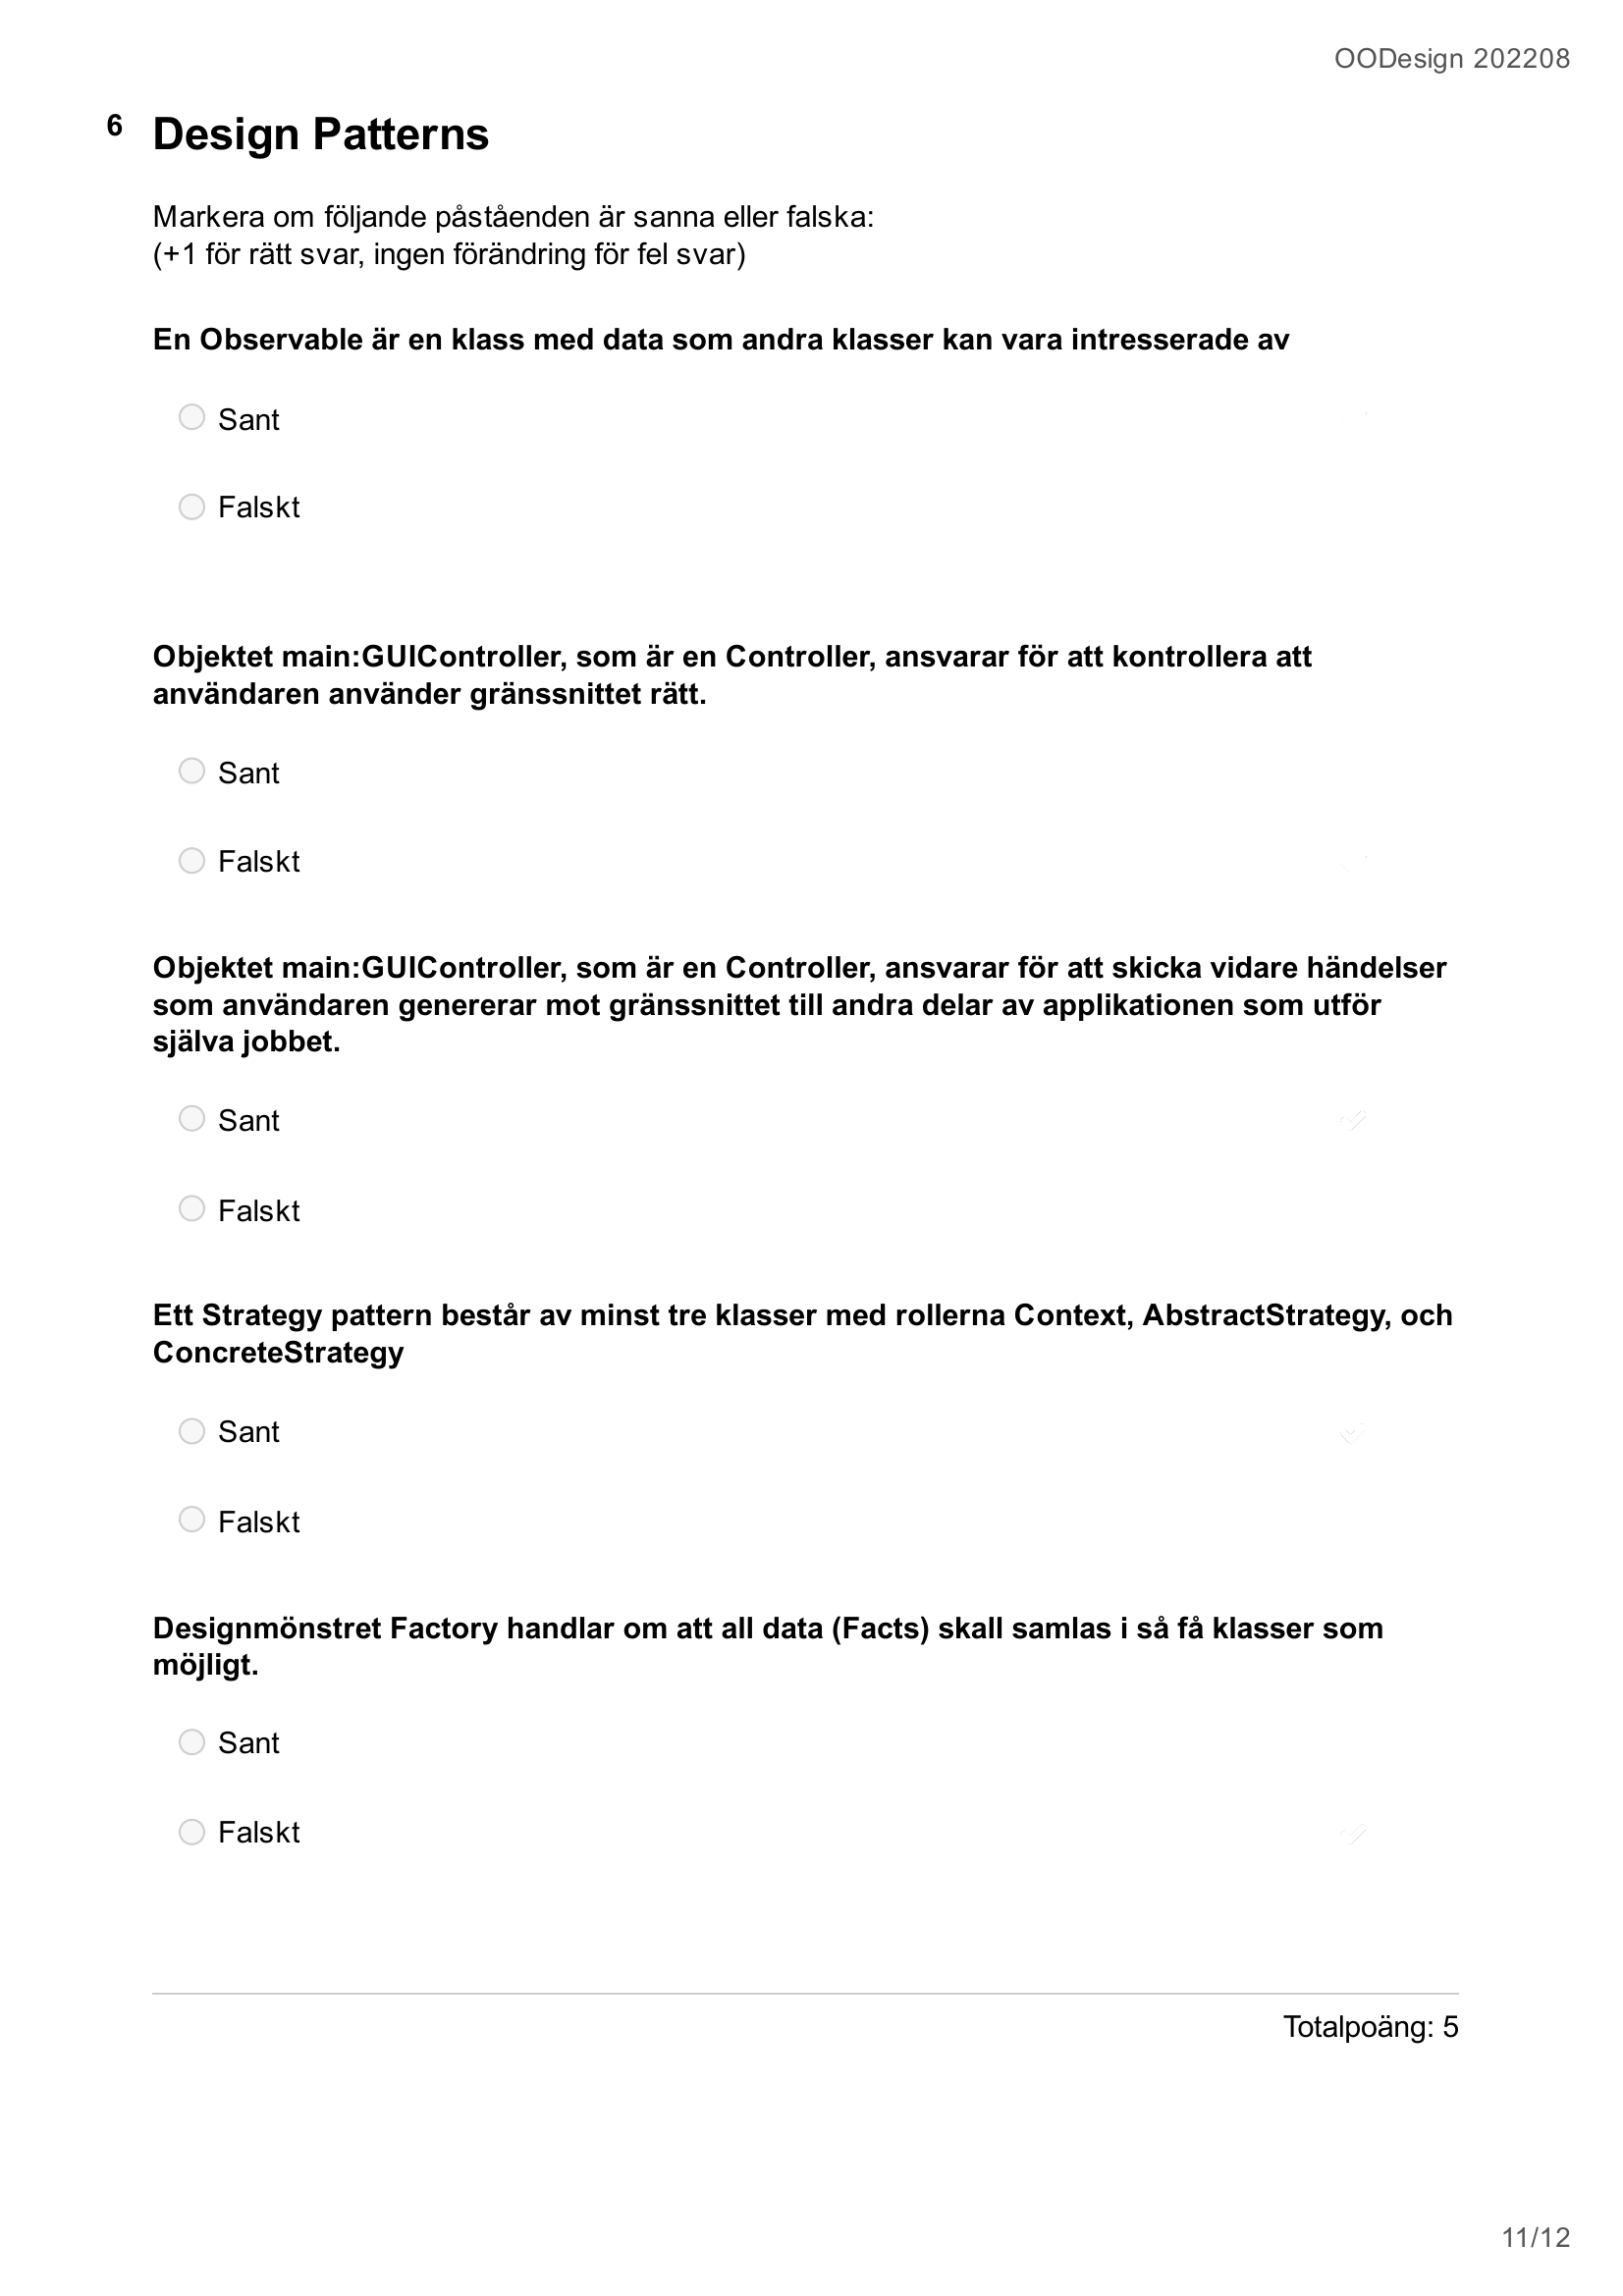 OODesign 202208
6 Design Patterns
Markera om följande påståenden är sanna eller falska:
(+1 för rätt svar, ingen förändring för fel svar)
En Observable är en klass med data som andra klasser kan vara intresserade av
Sant
Falskt
Objektet main:GUIController, som är en Controller, ansvarar för att kontrollera att
användaren använder gränssnittet rätt.
Sant
Falskt
Objektet main:GUIController, som är en Controller, ansvarar för att skicka vidare händelser
som användaren genererar mot gränssnittet till andra delar av applikationen som utför
själva jobbet.
Sant
Falskt
Ett Strategy pattern består av minst tre klasser med rollerna Context, AbstractStrategy, och
ConcreteStrategy
Sant
Falskt
Designmönstret Factory handlar om att all data (Facts) skall samlas i så få klasser som
möjligt.
Sant
Falskt
Totalpoäng: 5
11/12